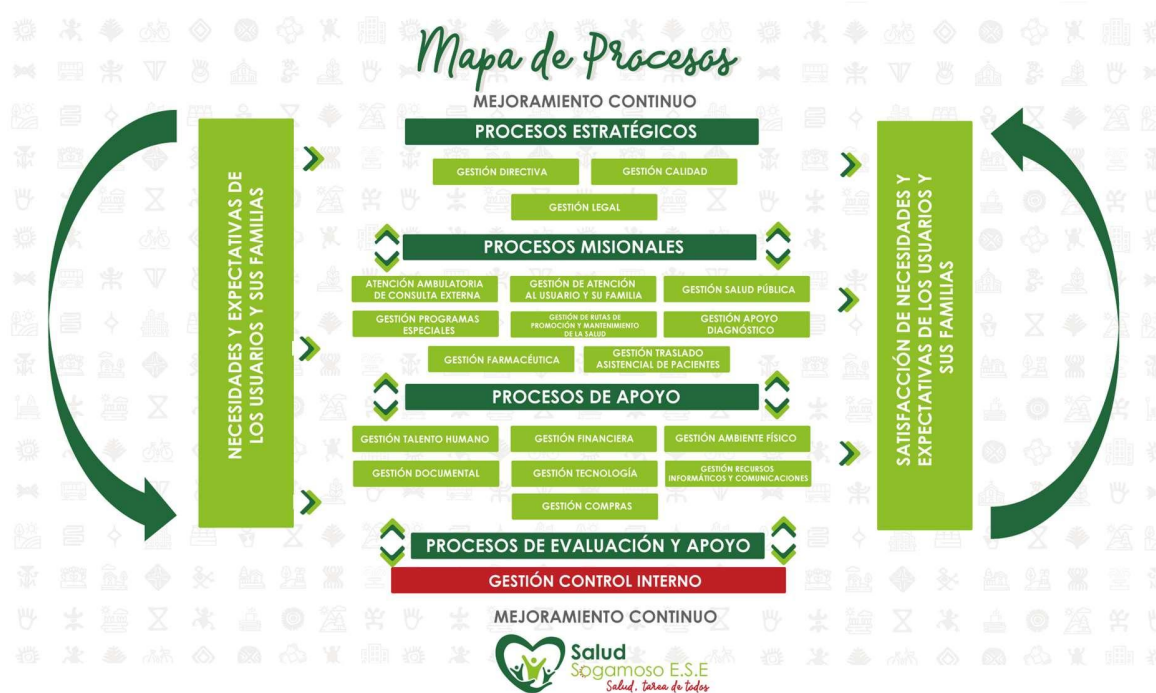 Mapa de Procesos
MEJORAMIENTO CONTINUO
NECESIDADES Y EXPECTATIVAS DE
LOS USUARIOS Y SUS FAMILIAS
PROCESOS ESTRATÉGICOS
GESTIÓN DIRECTIVA
GESTIÓN CALIDAD
GESTIÓN LEGAL
PROCESOS MISIONALES
ATENCIÓN AMBULATORIA
DE CONSULTA EXTERNA
GESTIÓN DE ATENCIÓN
AL USUARIO Y SU FAMILIA
GESTIÓN SALUD PÚBLICA
GESTIÓN PROGRAMAS
ESPECIALES
GESTIÓN DE RUTAS DE
PROMOCIÓN Y MANTENIMIENTO
DE LA SALUD
GESTIÓN APOYO
DIAGNÓSTICO
GESTIÓN FARMACÉUTICA
GESTIÓN TRASLADO
ASISTENCIAL DE PACIENTES
PROCESOS DE APOYO
GESTIÓN TALENTO HUMANO
GESTIÓN FINANCIERA
GESTIÓN AMBIENTE FÍSICO
GESTIÓN DOCUMENTAL
GESTIÓN TECNOLOGÍA
GESTIÓN RECURSOS
INFORMÁTICOS Y COMUNICACIONES
GESTIÓN COMPRAS
PROCESOS DE EVALUACIÓN Y APOYO
GESTIÓN CONTROL INTERNO
SATISFACCIÓN DE NECESIDADES Y
EXPECTATIVAS DE LOS USUARIOS Y
SUS FAMILIAS
MEJORAMIENTO CONTINUO
Salud
Sogamoso E.S.E
Salud, tarea de todos